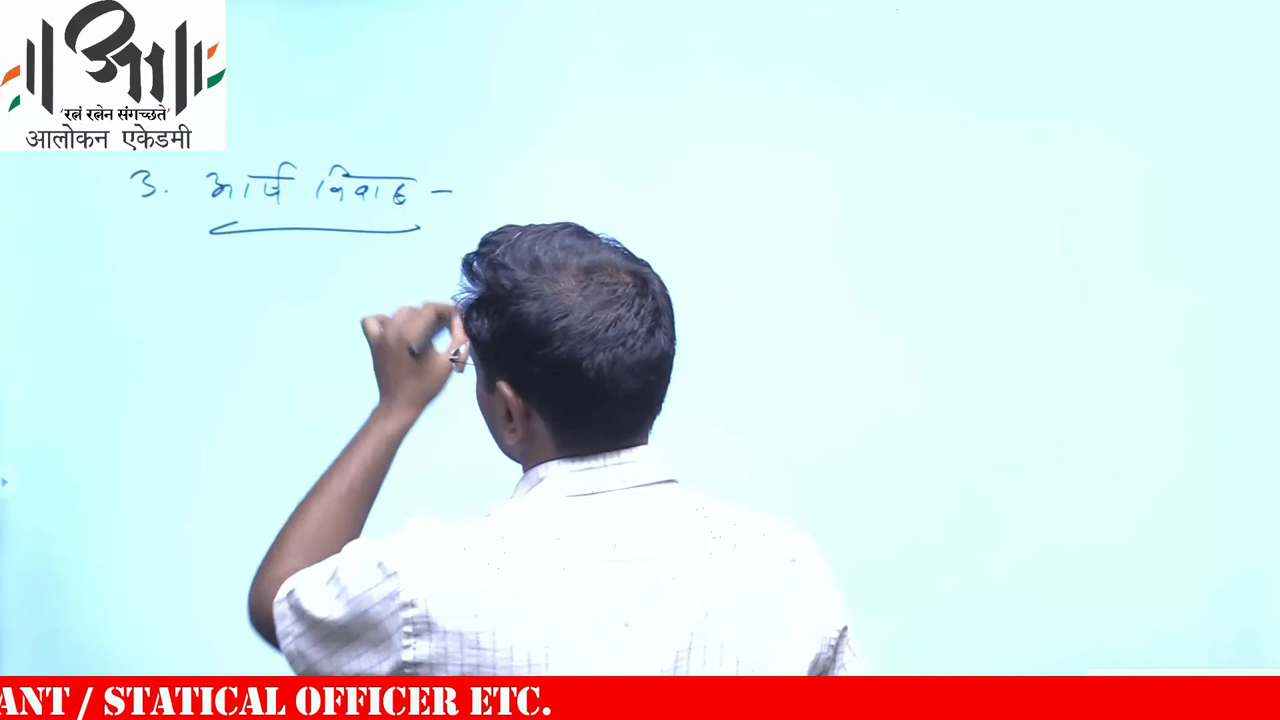 आ
'रत्नं रत्नेन संगच्छते'
आलोकन एकेडमी
3. आर्ष विवाह -
ANT / STATICAL OFFICER ETC.